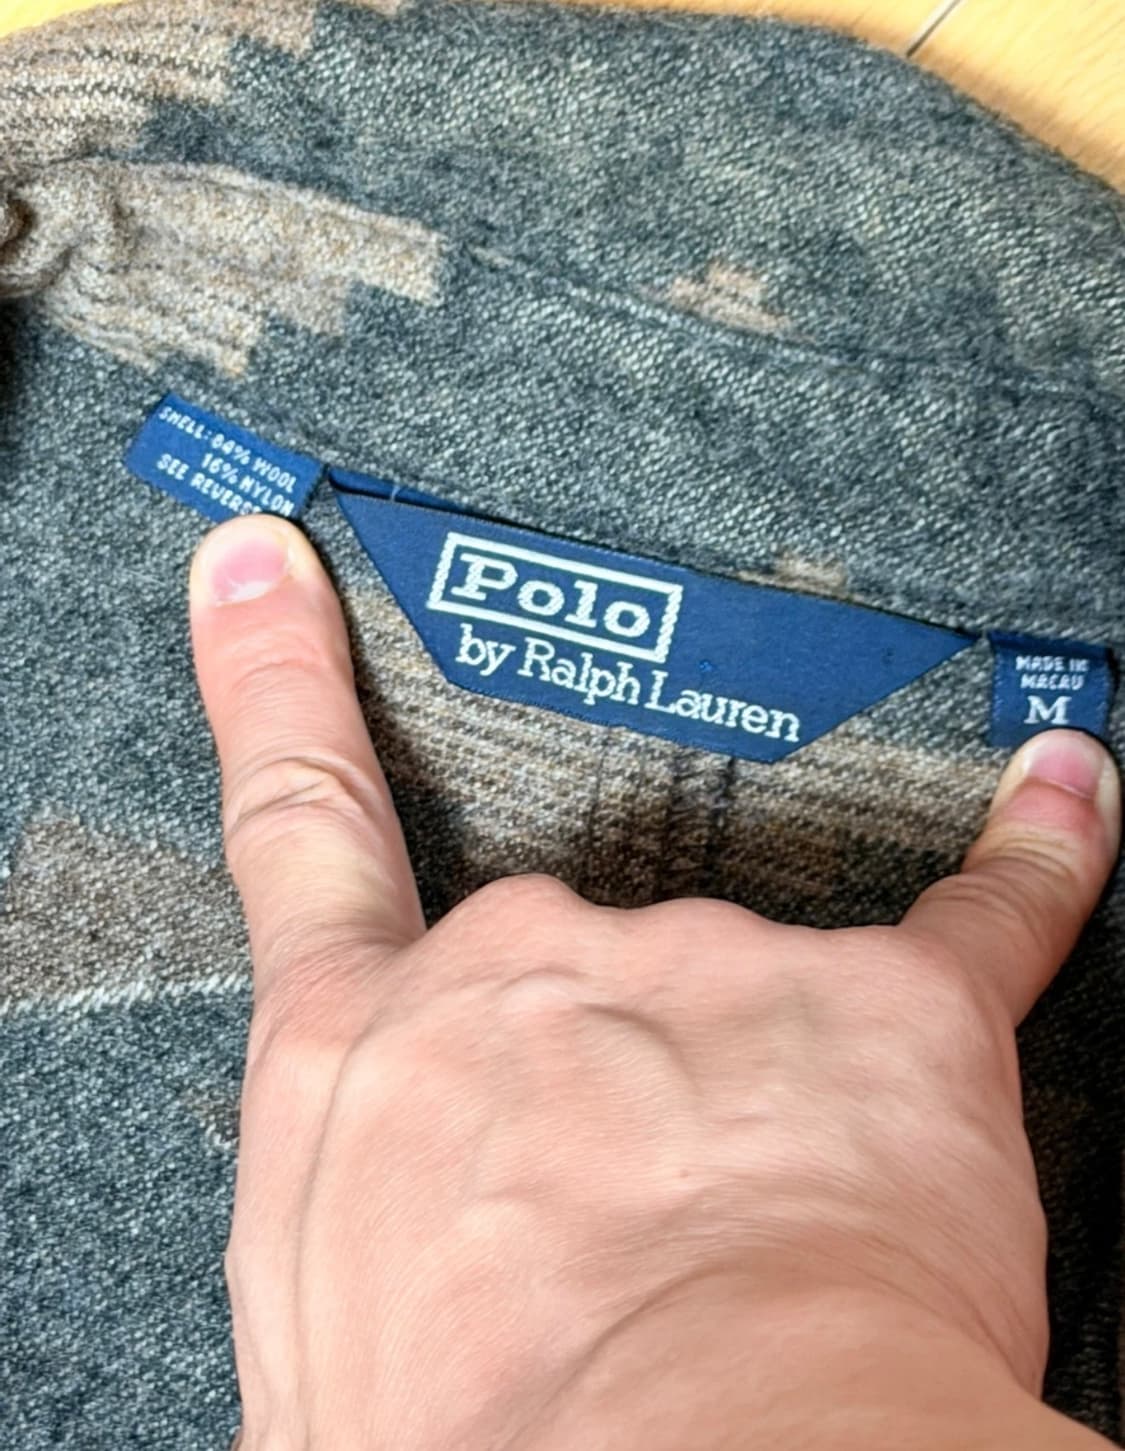 SHELL: 84% WOOL
16% NYLON
SEE REVERSE
Polo
by Ralph Lauren
MADE IN
MACAU
M